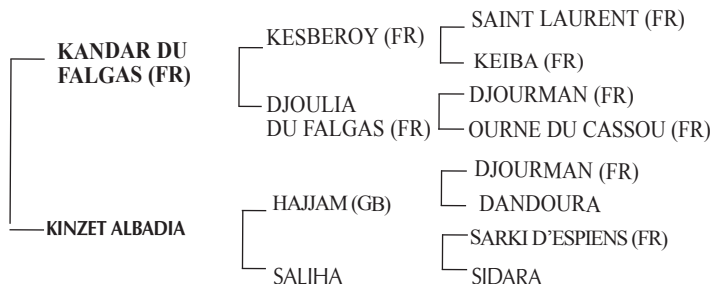 SAINT LAURENT (FR)
KESBEROY (FR)
KANDAR DU
FALGAS (FR)
KEIBA (FR)
DJOURMAN (FR)
DJOULIA
DU FALGAS (FR)
OURNE DU CASSOU (FR)
DJOURMAN (FR)
HAJJAM (GB)
DANDOURA
KINZET ALBADIA
SARKI D'ESPIENS (FR)
SALIHA
SIDARA